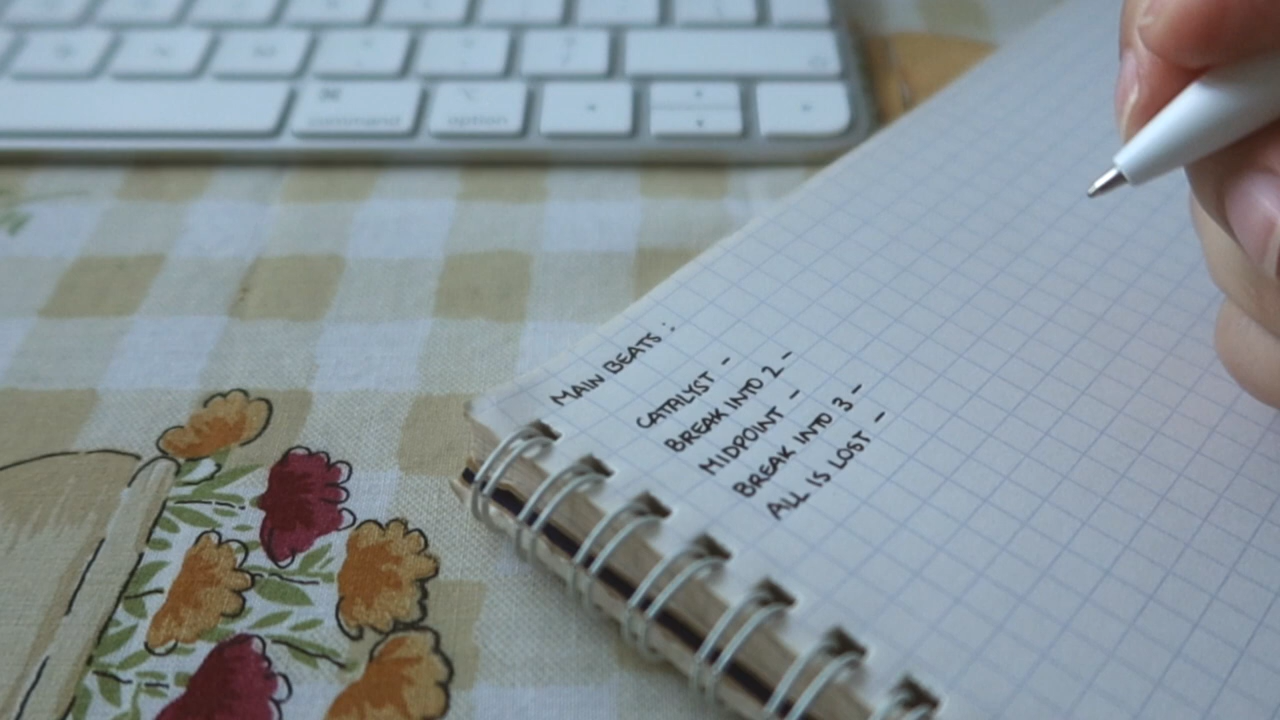 command
option
MAIN BEATS :
CATALYST -
BREAK INTO 2 -
MIDPOINT -
BREAK INTO 3 -
ALL IS LOST -